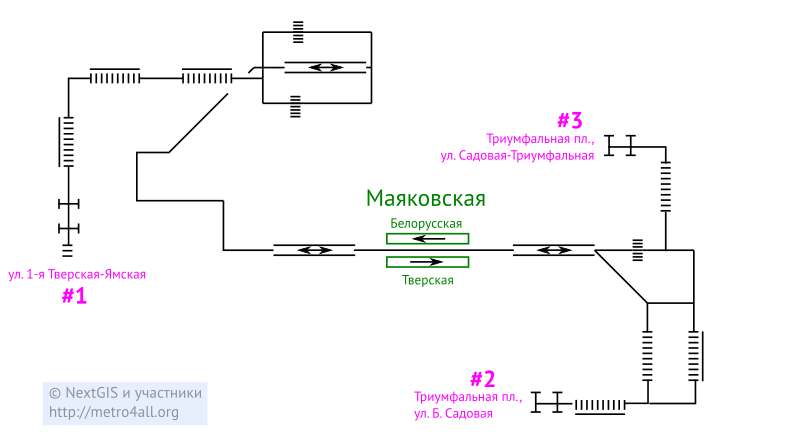 #3
Триумфальная пл.,
ул. Садовая-Триумфальная
Маяковская
Белорусская
Тверская
ул. 1-я Тверская-Ямская
#1
#2
Триумфальная пл.,
ул. Б. Садовая
© NextGIS и участники
http://metro4all.org